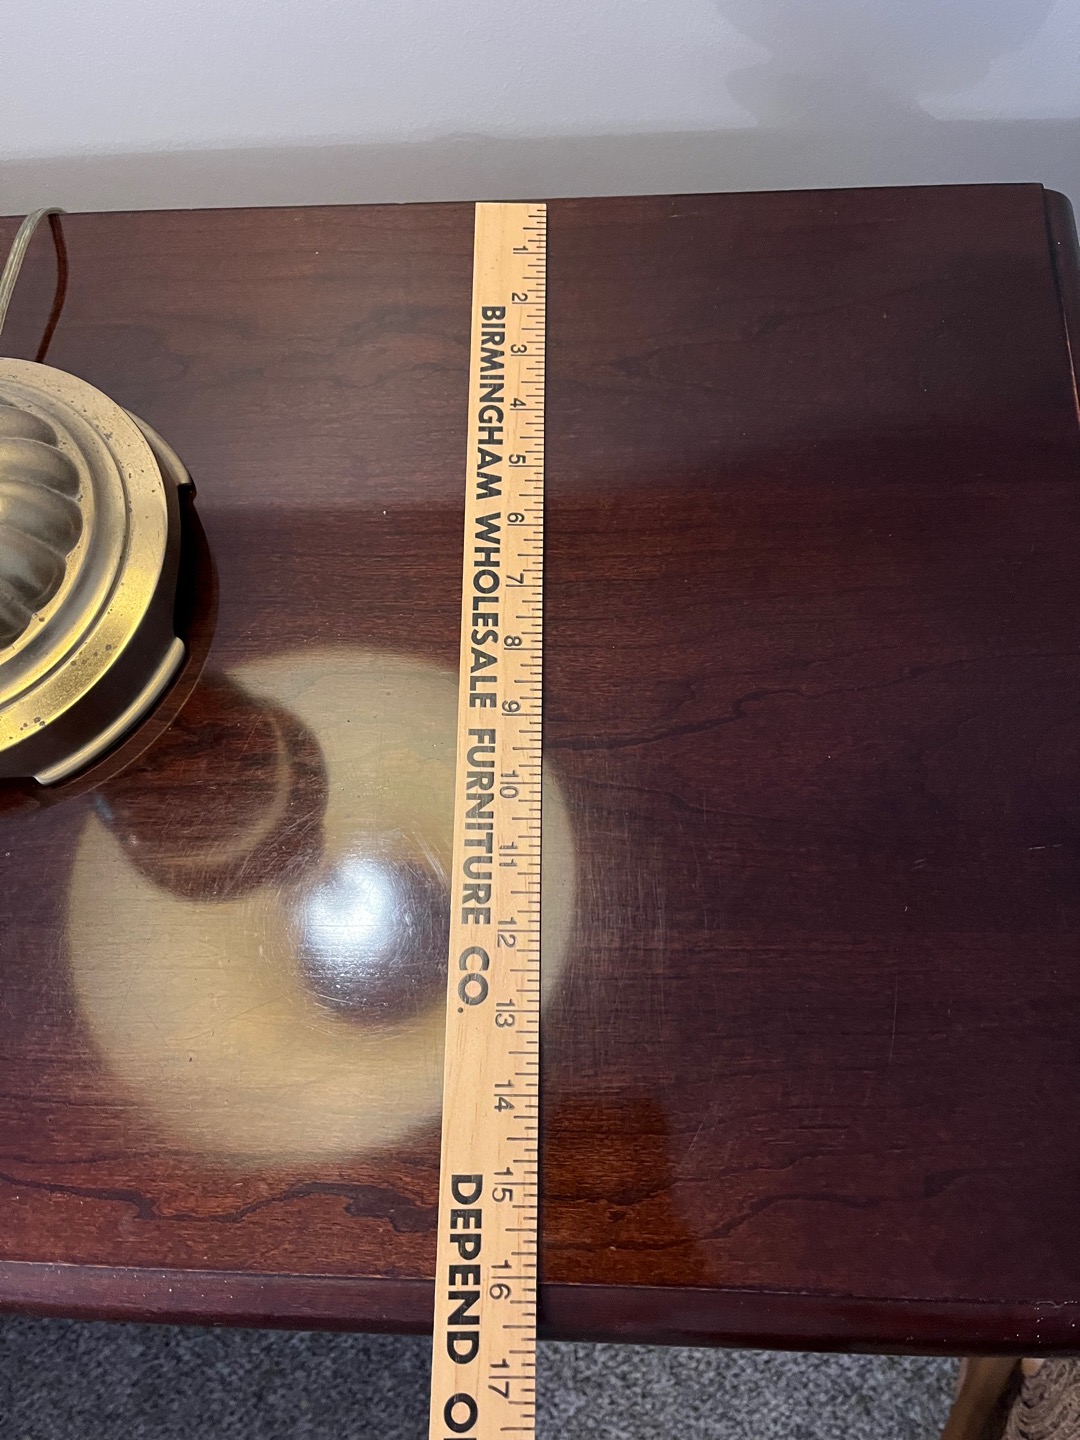 1 2 3 4 5 6 7 8 9 10 11 12 13 14 15 16 17
BIRMINGHAM WHOLESALE FURNITURE CO.
DEPEND